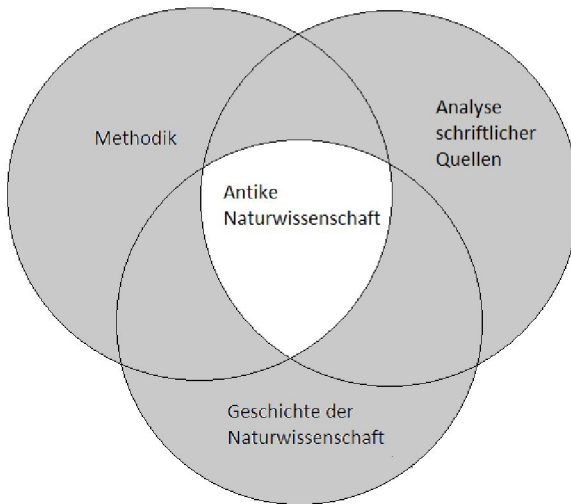 Methodik
Analyse
schriftlicher
Quellen
Antike
Naturwissenschaft
Geschichte der
Naturwissenschaft